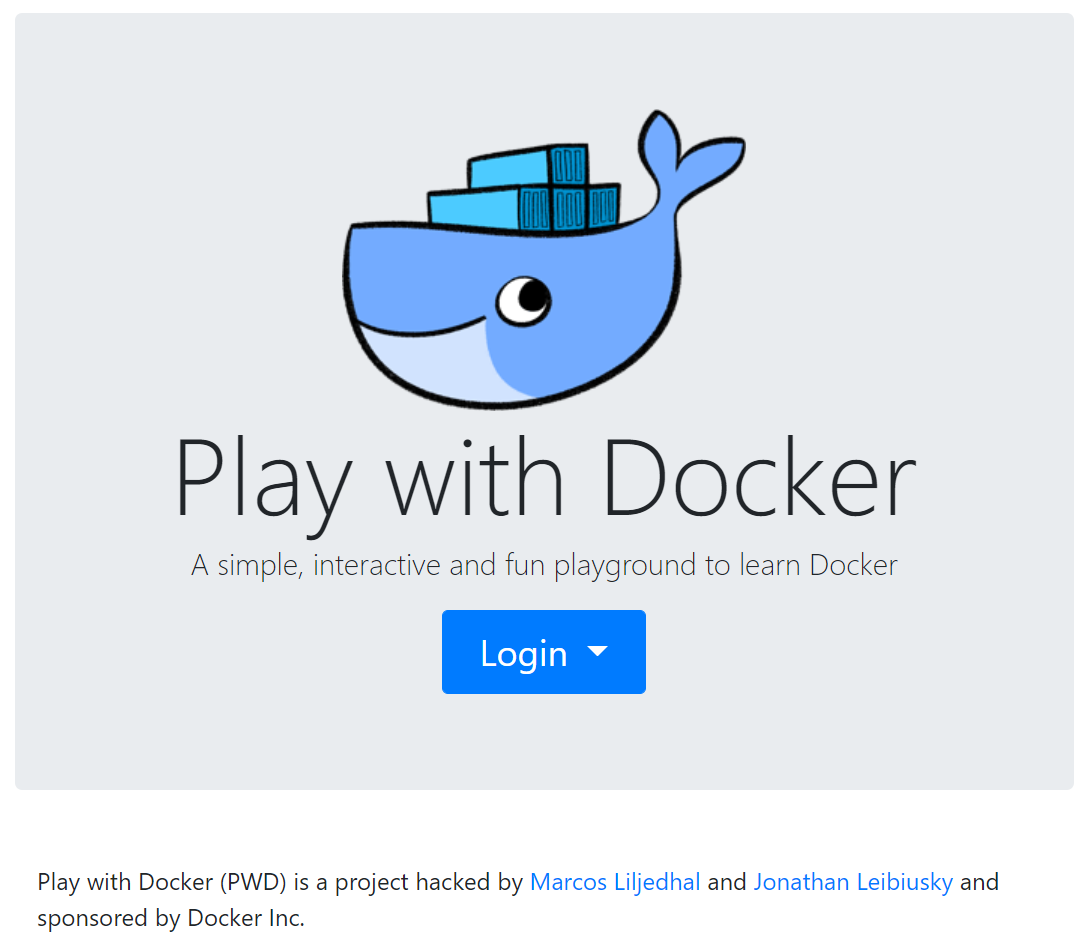 Play with Docker
A simple, interactive and fun playground to learn Docker
Login
Play with Docker (PWD) is a project hacked by Marcos Liljedhal and Jonathan Leibiusky and
sponsored by Docker Inc.